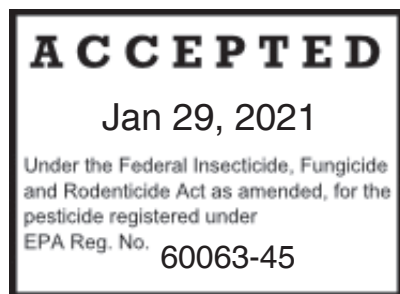 ACCEPTED
Jan 29, 2021
Under the Federal Insecticide, Fungicide
and Rodenticide Act as amended, for the
pesticide registered under
EPA Reg. No. 60063-45